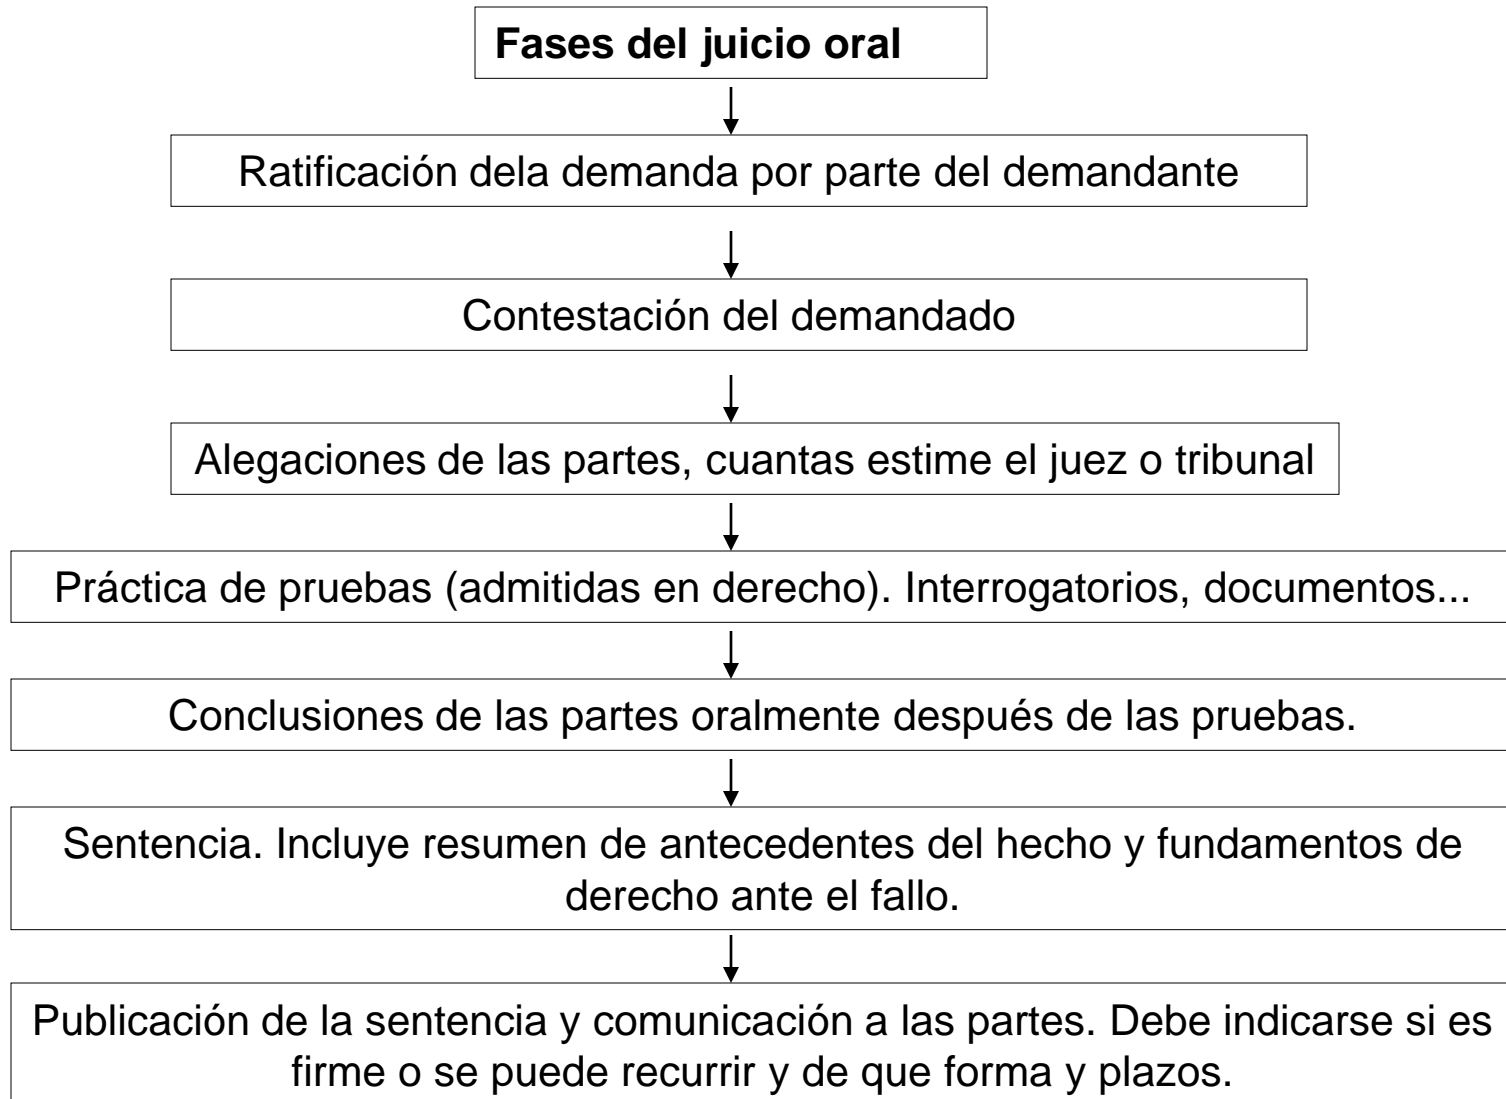 Fases del juicio oral
Ratificación dela demanda por parte del demandante
Contestación del demandado
Alegaciones de las partes, cuantas estime el juez o tribunal
Práctica de pruebas (admitidas en derecho). Interrogatorios, documentos...
Conclusiones de las partes oralmente después de las pruebas.
Sentencia. Incluye resumen de antecedentes del hecho y fundamentos de
derecho ante el fallo.
Publicación de la sentencia y comunicación a las partes. Debe indicarse si es
firme o se puede recurrir y de que forma y plazos.